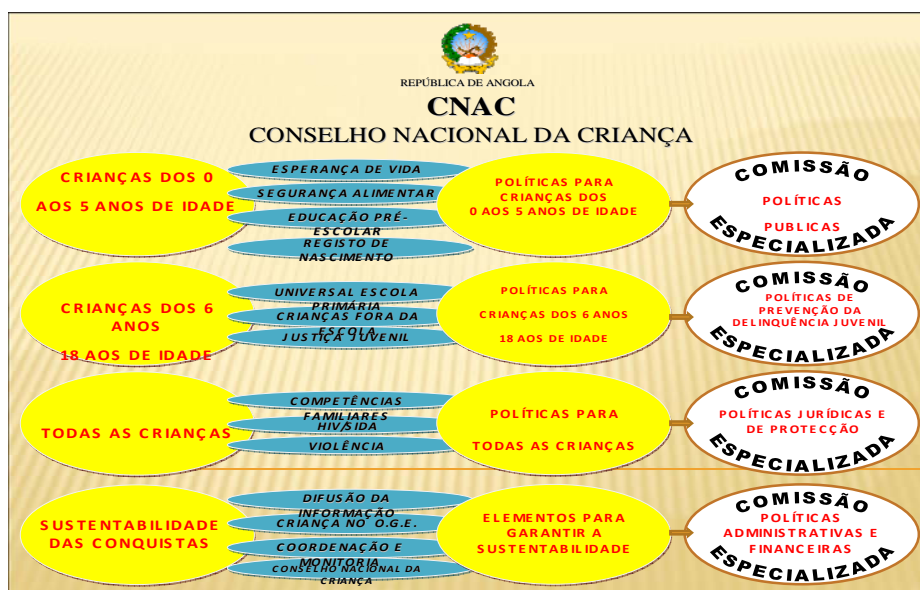 REPÚBLICA DE ANGOLA
CNAC
CONSELHO NACIONAL DA CRIANÇA
CRIANÇAS DOS 0
AOS 5 ANOS DE IDADE
ESPERANÇA DE VIDA
SEGURANÇA ALIMENTAR
EDUCAÇÃO PRÉ-
ESCOLAR
REGISTO DE
NASCIMENTO
POLÍTICAS PARA
CRIANÇAS DOS
0 AOS 5 ANOS DE IDADE
COMISSÃO
POLÍTICAS
PUBLICAS
ESPECIALIZADA
CRIANÇAS DOS 6
ANOS
18 AOS DE IDADE
UNIVERSAL ESCOLA
PRIMÁRIA
CRIANÇAS FORA DA
ESCOLA
JUSTIÇA JUVENIL
POLÍTICAS PARA
CRIANÇAS DOS 6 ANOS
18 AOS DE IDADE
COMISSÃO
POLÍTICAS DE
PREVENÇÃO DA
DELINQUÊNCIA JUVENIL
ESPECIALIZADA
TODAS AS CRIANÇAS
COMPETÊNCIAS
FAMILIARES
HIV/SIDA
VIOLÊNCIA
POLÍTICAS PARA
TODAS AS CRIANÇAS
COMISSÃO
POLÍTICAS JURÍDICAS E
DE PROTECÇÃO
ESPECIALIZADA
SUSTENTABILIDADE
DAS CONQUISTAS
DIFUSÃO DA
INFORMAÇÃO
CRIANÇA NO O.G.E.
COORDENAÇÃO E
MONITORIA
CONSELHO NACIONAL DA
CRIANÇA
ELEMENTOS PARA
GARANTIR A
SUSTENTABILIDADE
COMISSÃO
POLÍTICAS
ADMINISTRATIVAS E
FINANCEIRAS
ESPECIALIZADA